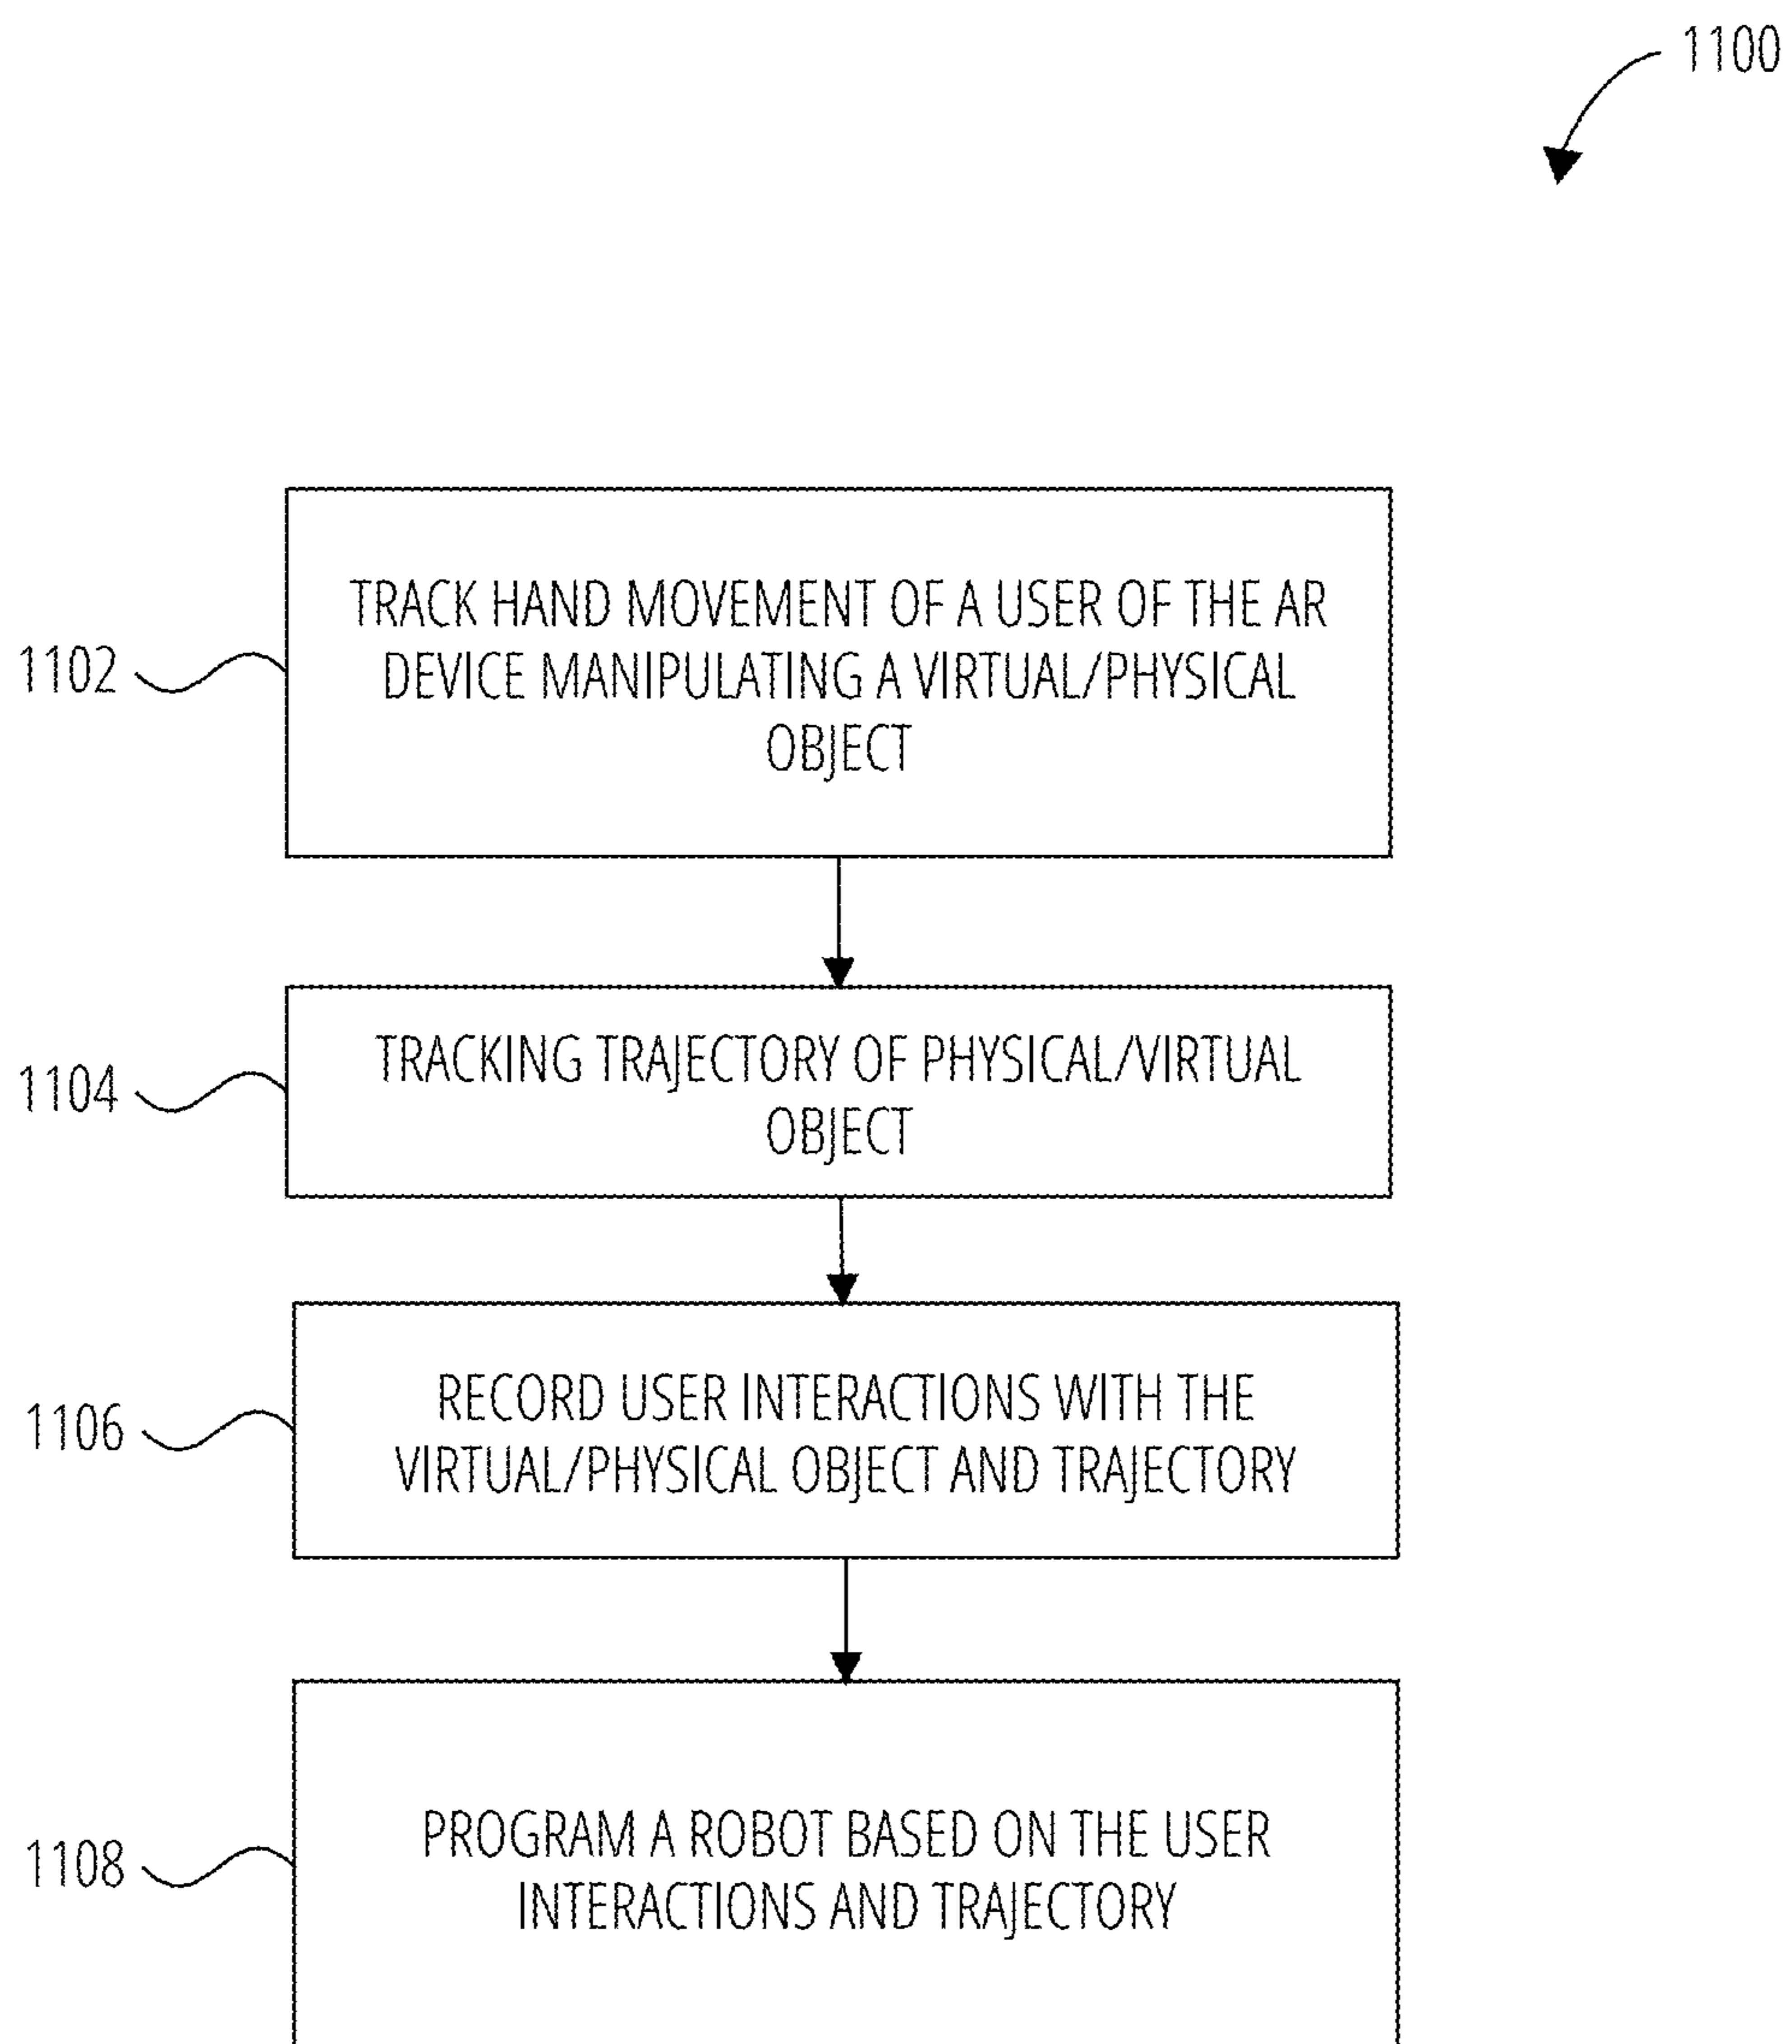 1100
1102
TRACK HAND MOVEMENT OF A USER OF THE AR
DEVICE MANIPULATING A VIRTUAL/PHYSICAL
OBJECT
1104
TRACKING TRAJECTORY OF PHYSICAL/VIRTUAL
OBJECT
1106
RECORD USER INTERACTIONS WITH THE
VIRTUAL/PHYSICAL OBJECT AND TRAJECTORY
1108
PROGRAM A ROBOT BASED ON THE USER
INTERACTIONS AND TRAJECTORY